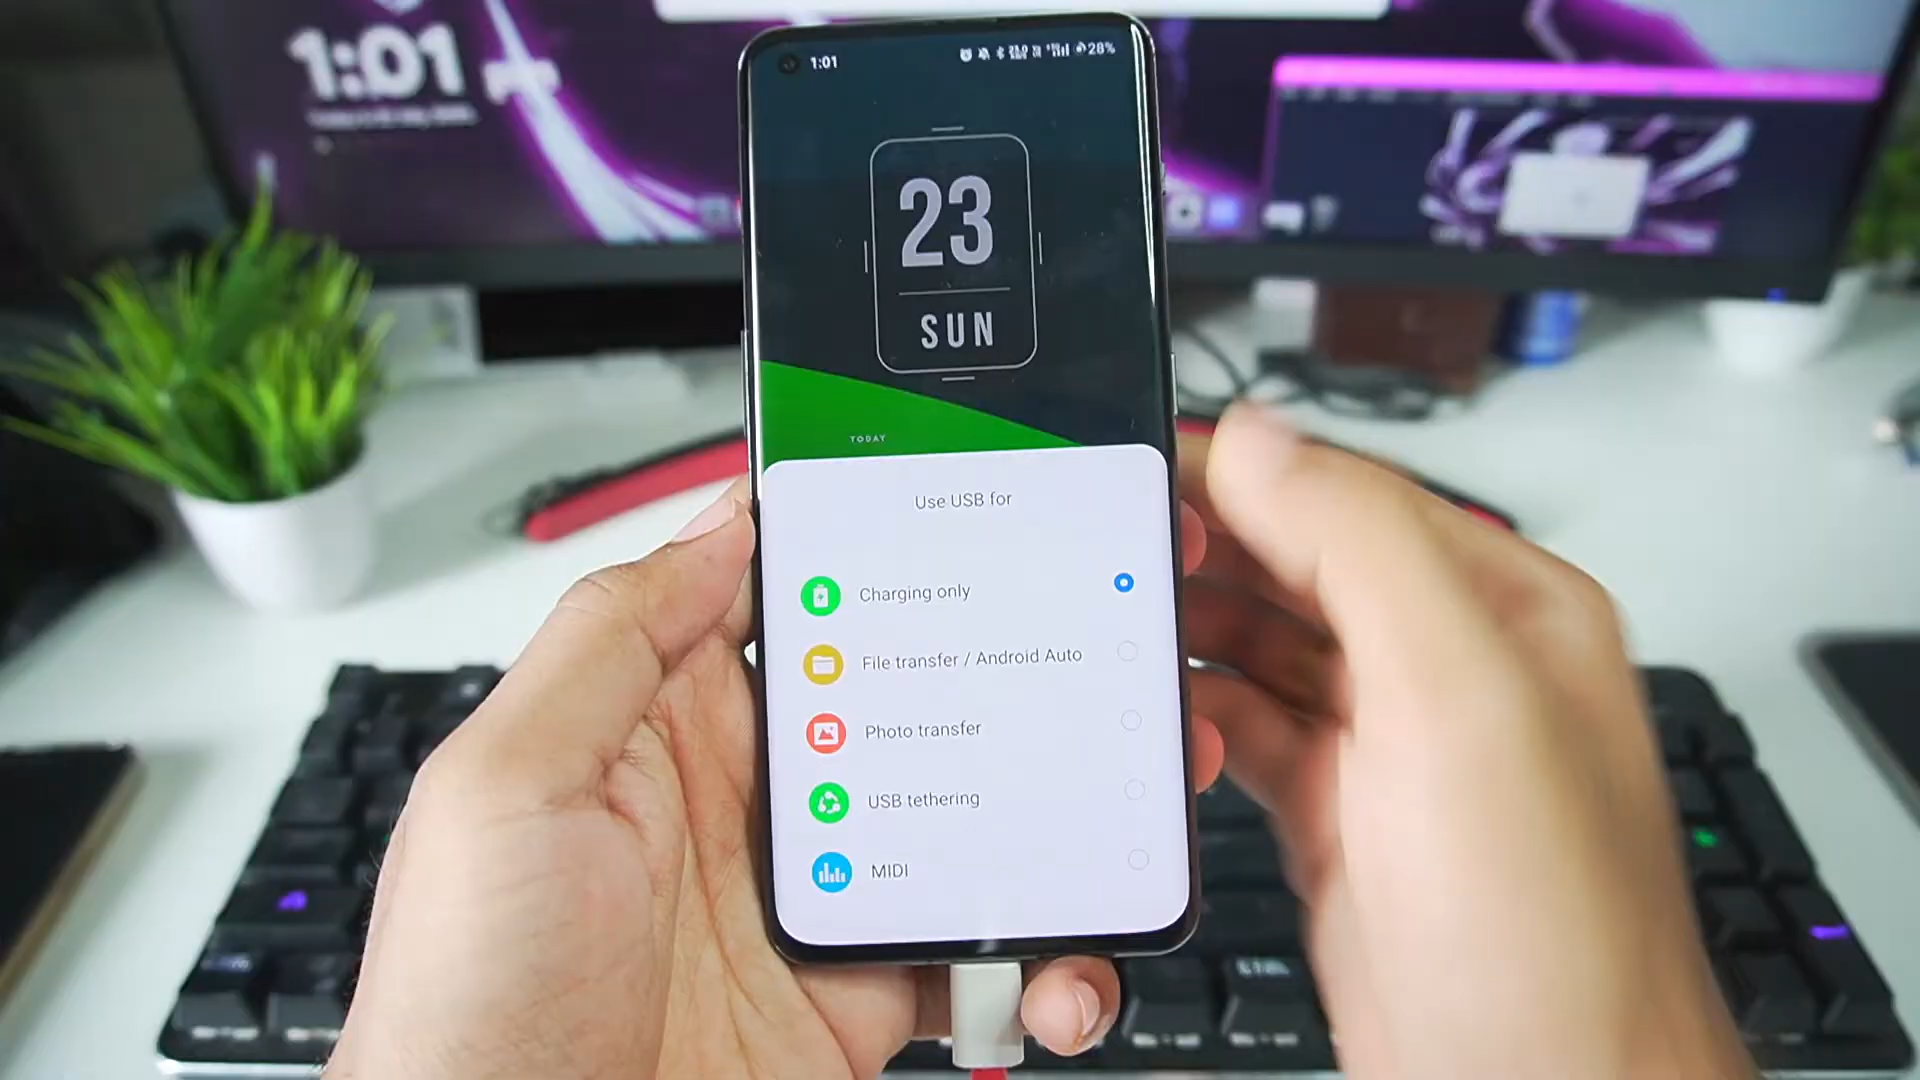 1:01
1:01
28%
23
SUN
TODAY
Use USB for
Charging only
File transfer / Android Auto
Photo transfer
USB tethering
MIDI